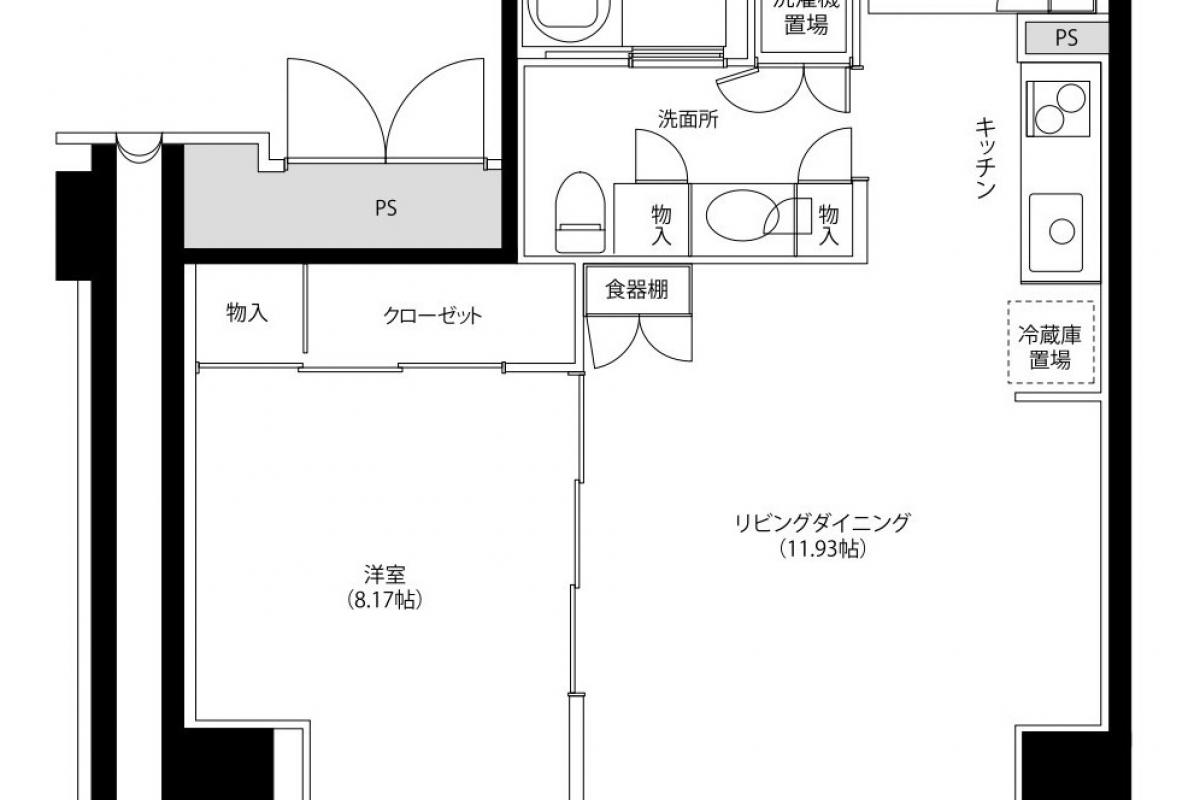 洗濯機
置場
PS
洗面所
キッチン
PS
物入
物入
食器棚
物入
クローゼット
冷蔵庫
置場
リビングダイニング
(11.93帖)
洋室
(8.17帖)